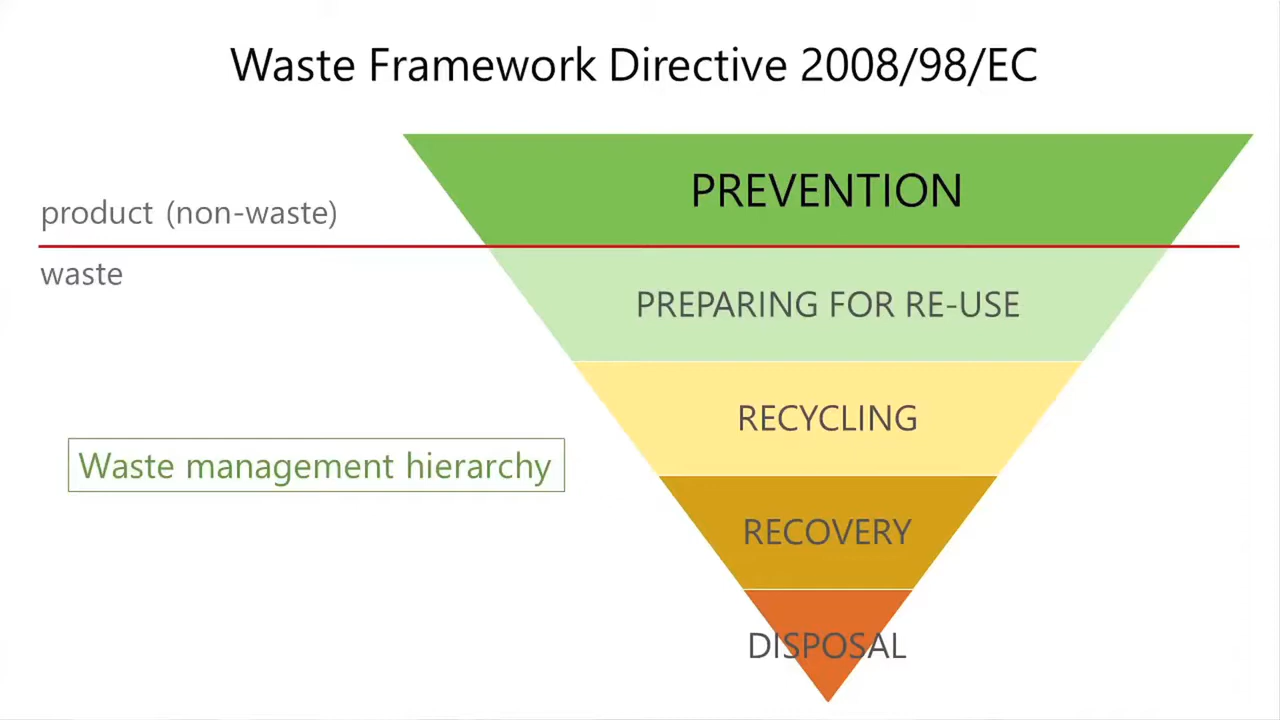 Waste Framework Directive 2008/98/EC
PREVENTION
product (non-waste)
waste
PREPARING FOR RE-USE
RECYCLING
Waste management hierarchy
RECOVERY
DISPOSAL